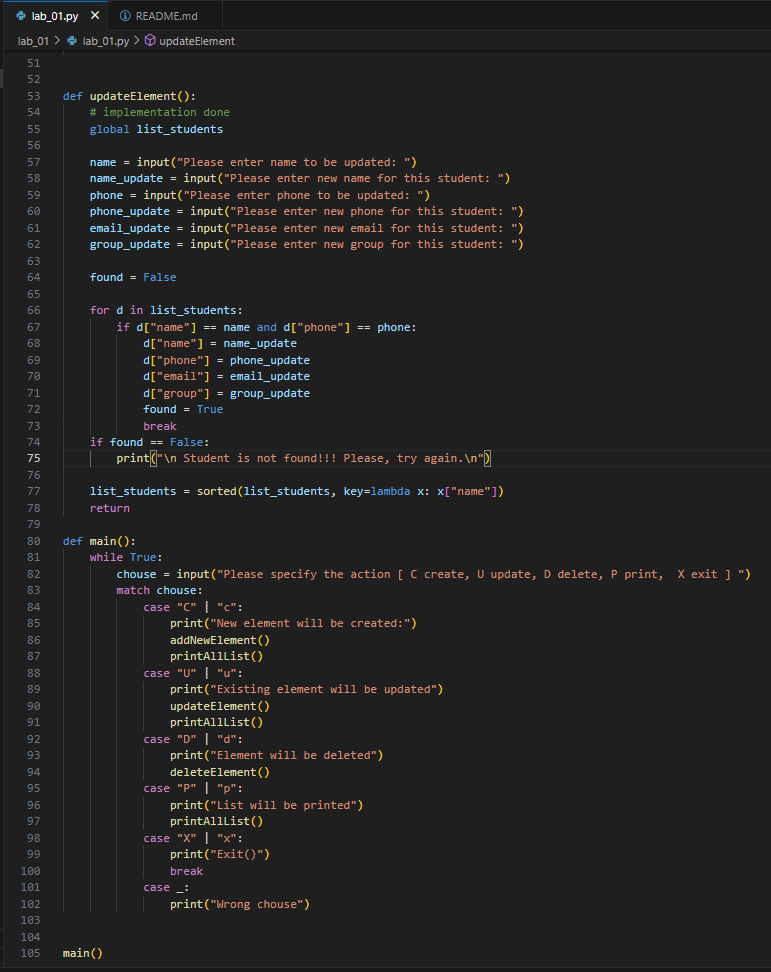 lab_01.py ✕ README.md
lab_01 > lab_01.py > updateElement
51
52
53 def updateElement():
54     # implementation done
55     global list_students
56
57     name = input("Please enter name to be updated: ")
58     name_update = input("Please enter new name for this student: ")
59     phone = input("Please enter phone to be updated: ")
60     phone_update = input("Please enter new phone for this student: ")
61     email_update = input("Please enter new email for this student: ")
62     group_update = input("Please enter new group for this student: ")
63
64     found = False
65
66     for d in list_students:
67         if d["name"] == name and d["phone"] == phone:
68             d["name"] = name_update
69             d["phone"] = phone_update
70             d["email"] = email_update
71             d["group"] = group_update
72             found = True
73             break
74     if found == False:
75         print("\n Student is not found!!! Please, try again.\n")
76
77     list_students = sorted(list_students, key=lambda x: x["name"])
78     return
79
80 def main():
81     while True:
82         chouse = input("Please specify the action [ C create, U update, D delete, P print,  X exit ] ")
83         match chouse:
84             case "C" | "c":
85                 print("New element will be created:")
86                 addNewElement()
87                 printAllList()
88             case "U" | "u":
89                 print("Existing element will be updated")
90                 updateElement()
91                 printAllList()
92             case "D" | "d":
93                 print("Element will be deleted")
94                 deleteElement()
95             case "P" | "p":
96                 print("List will be printed")
97                 printAllList()
98             case "X" | "x":
99                 print("Exit()")
100                 break
101             case _:
102                 print("Wrong chouse")
103
104
105 main()